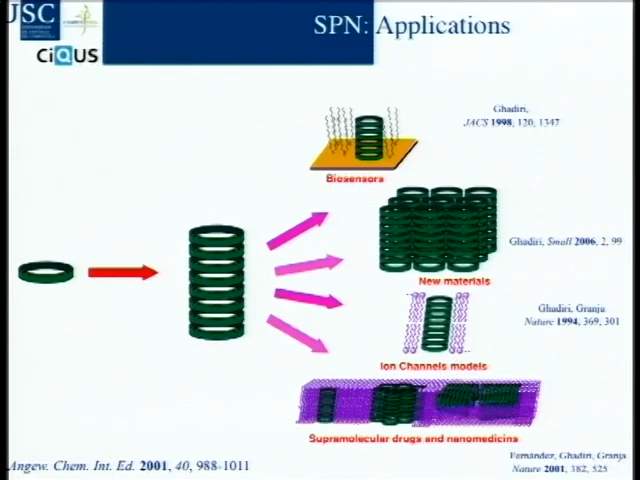 USC
SPN: Applications
CiQUS
Ghadiri,
JACS 1998, 120, 1347
Biosensors
Ghadiri, Small 2006, 2, 99
New materials
Ghadiri, Granja
Nature 1994, 369, 301
Ion Channels models
Supramolecular drugs and nanomedicins
Fernández, Ghadiri, Granja
Nature 2001, 382, 525
Angew. Chem. Int. Ed. 2001, 40, 988-1011